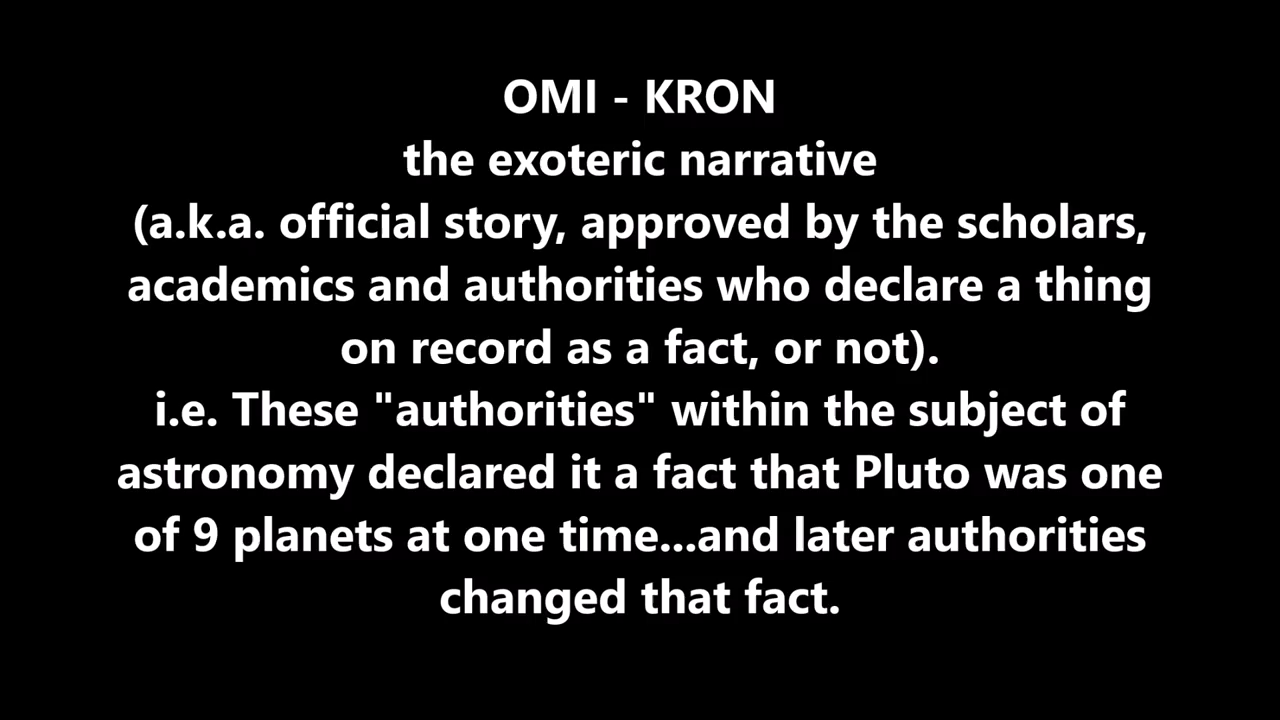 OMI - KRON
the exoteric narrative
(a.k.a. official story, approved by the scholars,
academics and authorities who declare a thing
on record as a fact, or not).
i.e. These "authorities" within the subject of
astronomy declared it a fact that Pluto was one
of 9 planets at one time...and later authorities
changed that fact.